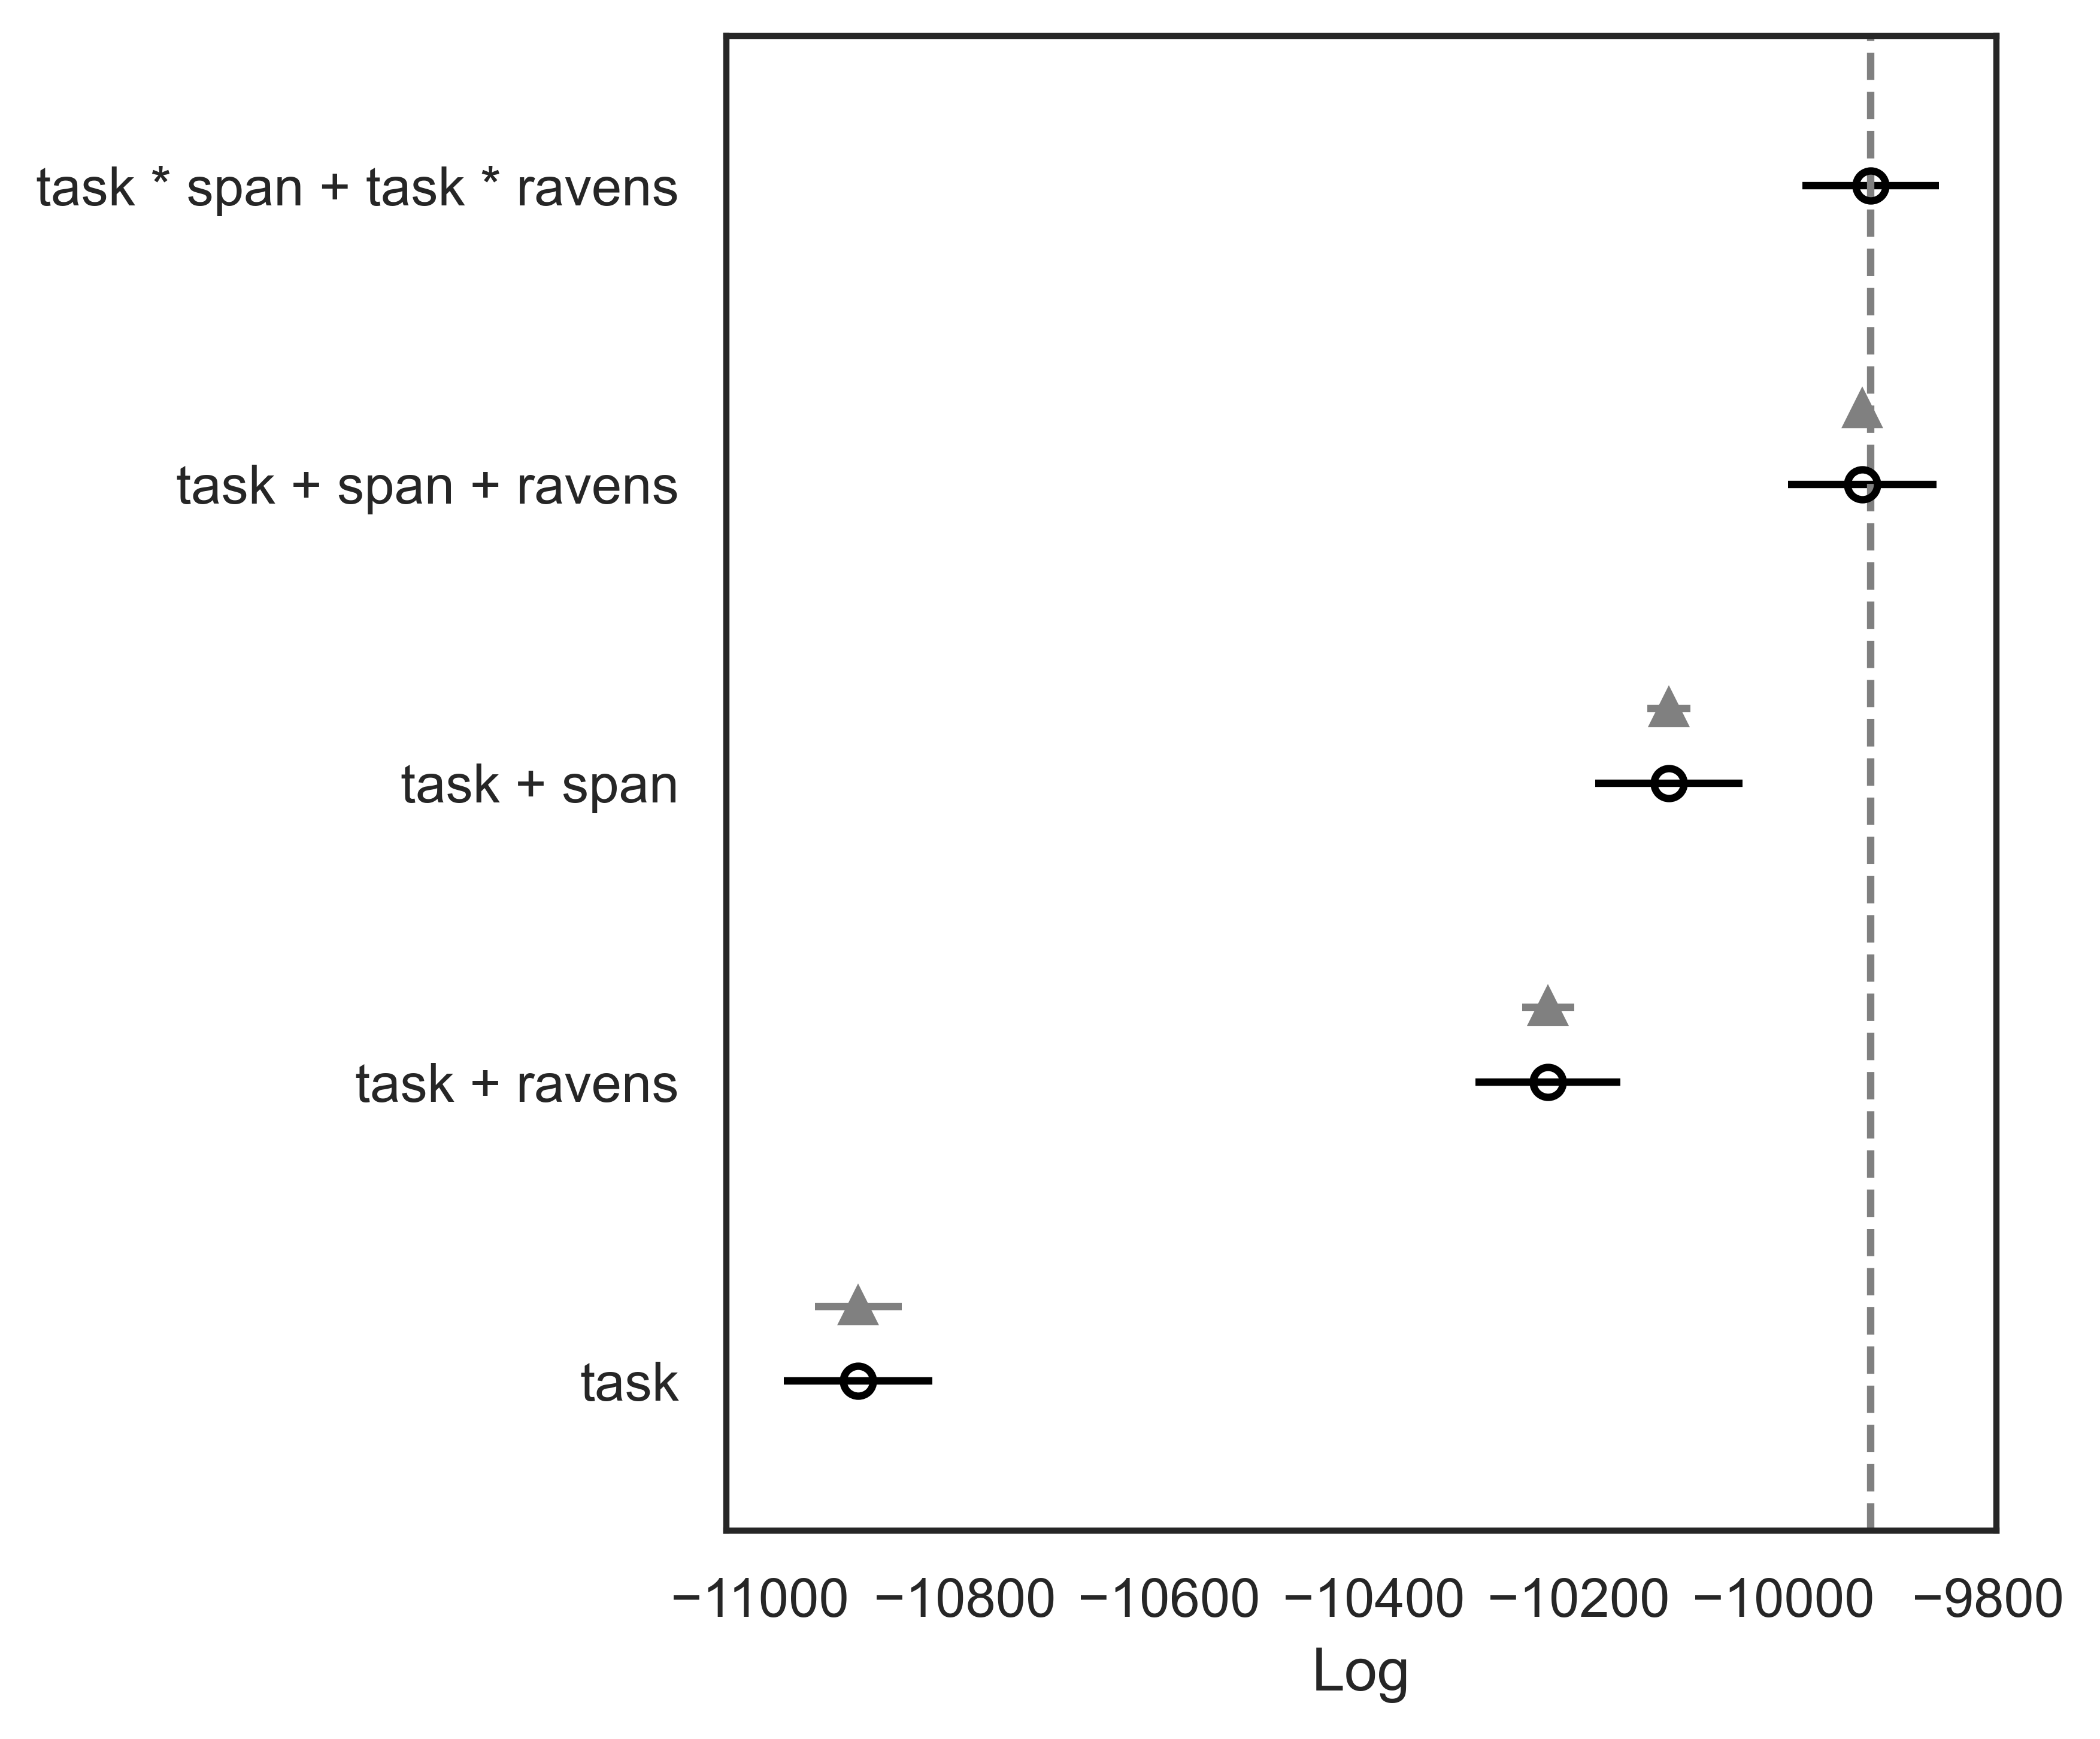 task * span + task * ravens
task + span + ravens
task + span
task + ravens
task
−11000 −10800 −10600 −10400 −10200 −10000 −9800
Log